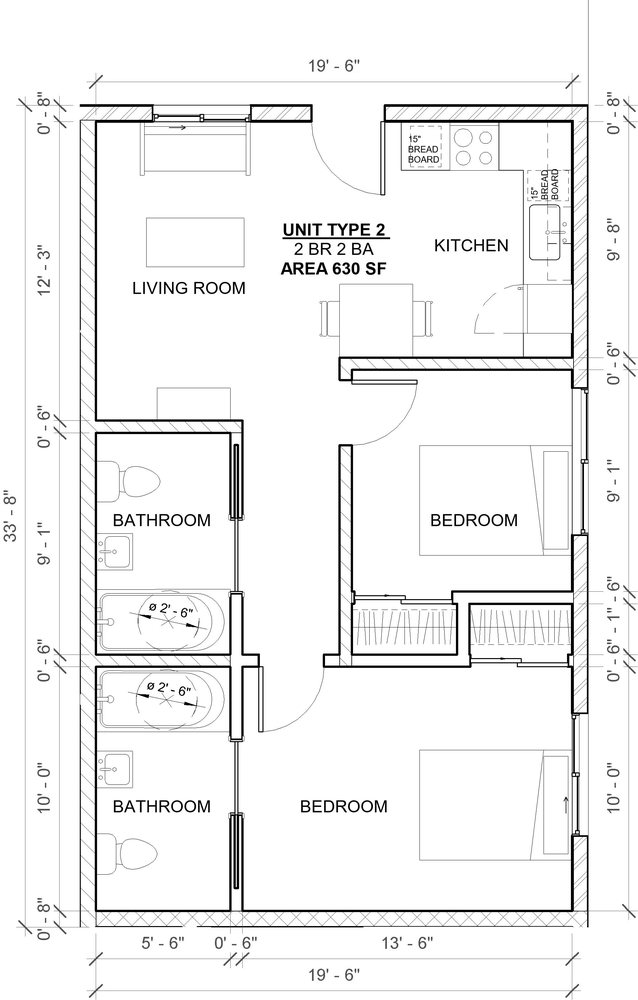 19' - 6"
0' - 8"
0' - 8"
15"
BREAD
BOARD
15"
BREAD
BOARD
UNIT TYPE 2
2 BR 2 BA
AREA 630 SF
KITCHEN
LIVING ROOM
12' - 3"
9' - 8"
0' - 6"
0' - 6"
33' - 8"
BATHROOM
BEDROOM
9' - 1"
9' - 1"
ø 2' - 6"
0' - 6"
- 6"
- 1"
0' - 6"
0' - 6"
ø 2' - 6"
BATHROOM
BEDROOM
10' - 0"
10' - 0"
0' - 8"
5' - 6"
0' - 6"
13' - 6"
19' - 6"